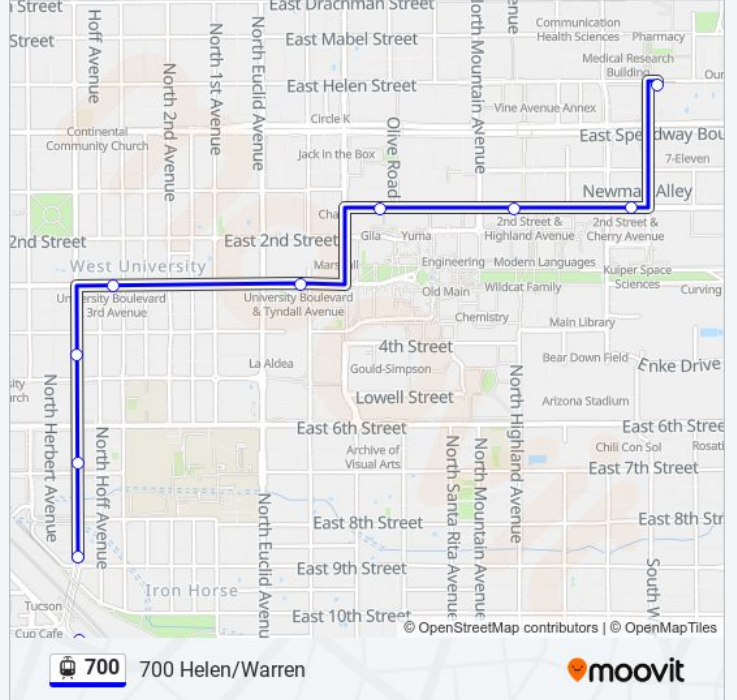 East Drachman Street
Street
Hoff Avenue
North 1st Avenue
North Euclid Avenue
North 2nd Avenue
Street
East Mabel Street
North Mountain Avenue
Communication
Health Sciences
Pharmacy
Medical Research
Building
Our
East Helen Street
Vine Avenue Annex
Circle K
Olive Road
Continental
Community Church
Jack In the Box
East Speedway Bou
7-Eleven
Newman Alley
Cha
2nd Street
East 2nd Street
Gila
Yuma
2nd Street &
Highland Avenue
2nd Street &
Cherry Avenue
West University
Marshall
Engineering
Modern Languages
Kuiper Space
Sciences
Old Main
Wildcat Family
Curving
University Boulevard
3rd Avenue
University Boulevard
& Tyndall Avenue
Chemistry
Main Library
4th Street
La Aldea
Gould-Simpson
Bear Down Field
Enke Drive
sity
urch
Lowell Street
Arizona Stadium
North Herbert Avenue
North Hoff Avenue
North Highland Avenue
East 6th Street
East 6th Stree
Archive of
Visual Arts
Chili Con Sol
Rosati
East 7th Street
North Santa Rita Avenue
North Mountain Avenue
North Euclid Avenu
East 8th Street
East 8th Str
East 9th Street
South W
Iron Horse
Tucson
Cup Cafe
East 10th Street
© OpenStreetMap contributors | © OpenMapTiles
700
700 Helen/Warren
moovit